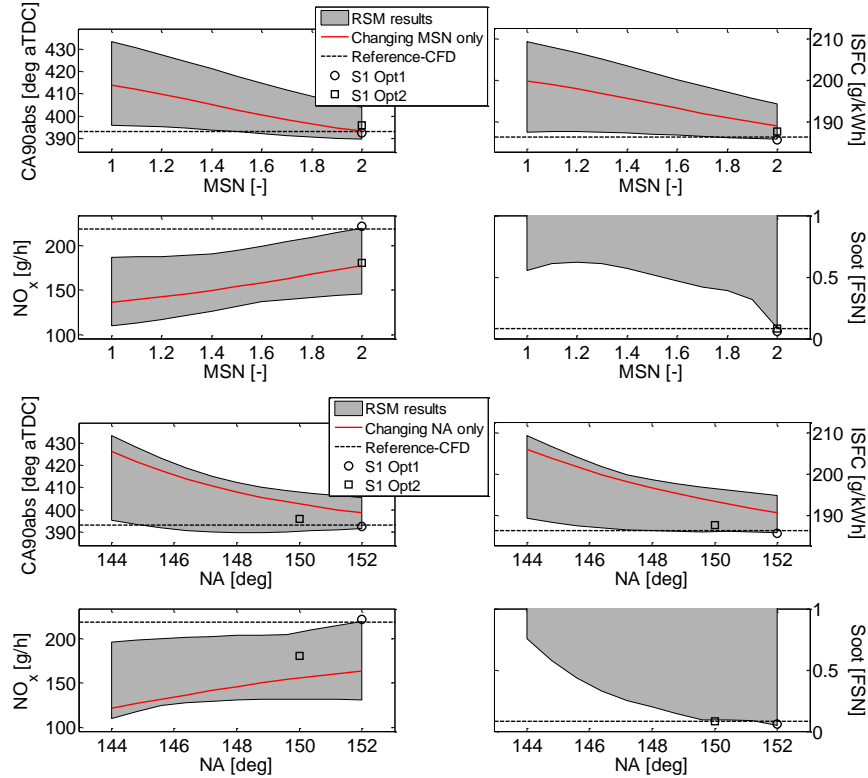 RSM results
Changing MSN only
Reference-CFD
S1 Opt1
S1 Opt2
CA90abs [deg aTDC]
430
420
410
400
390
1 1.2 1.4 1.6 1.8 2
MSN [-]
ISFC [g/kWh]
210
200
190
1 1.2 1.4 1.6 1.8 2
MSN [-]
NOx [g/h]
200
150
100
1 1.2 1.4 1.6 1.8 2
MSN [-]
Soot [FSN]
1
0.5
0
1 1.2 1.4 1.6 1.8 2
MSN [-]
RSM results
Changing NA only
Reference-CFD
S1 Opt1
S1 Opt2
CA90abs [deg aTDC]
430
420
410
400
390
144 146 148 150 152
NA [deg]
ISFC [g/kWh]
210
200
190
144 146 148 150 152
NA [deg]
NOx [g/h]
200
150
100
144 146 148 150 152
NA [deg]
Soot [FSN]
1
0.5
0
144 146 148 150 152
NA [deg]